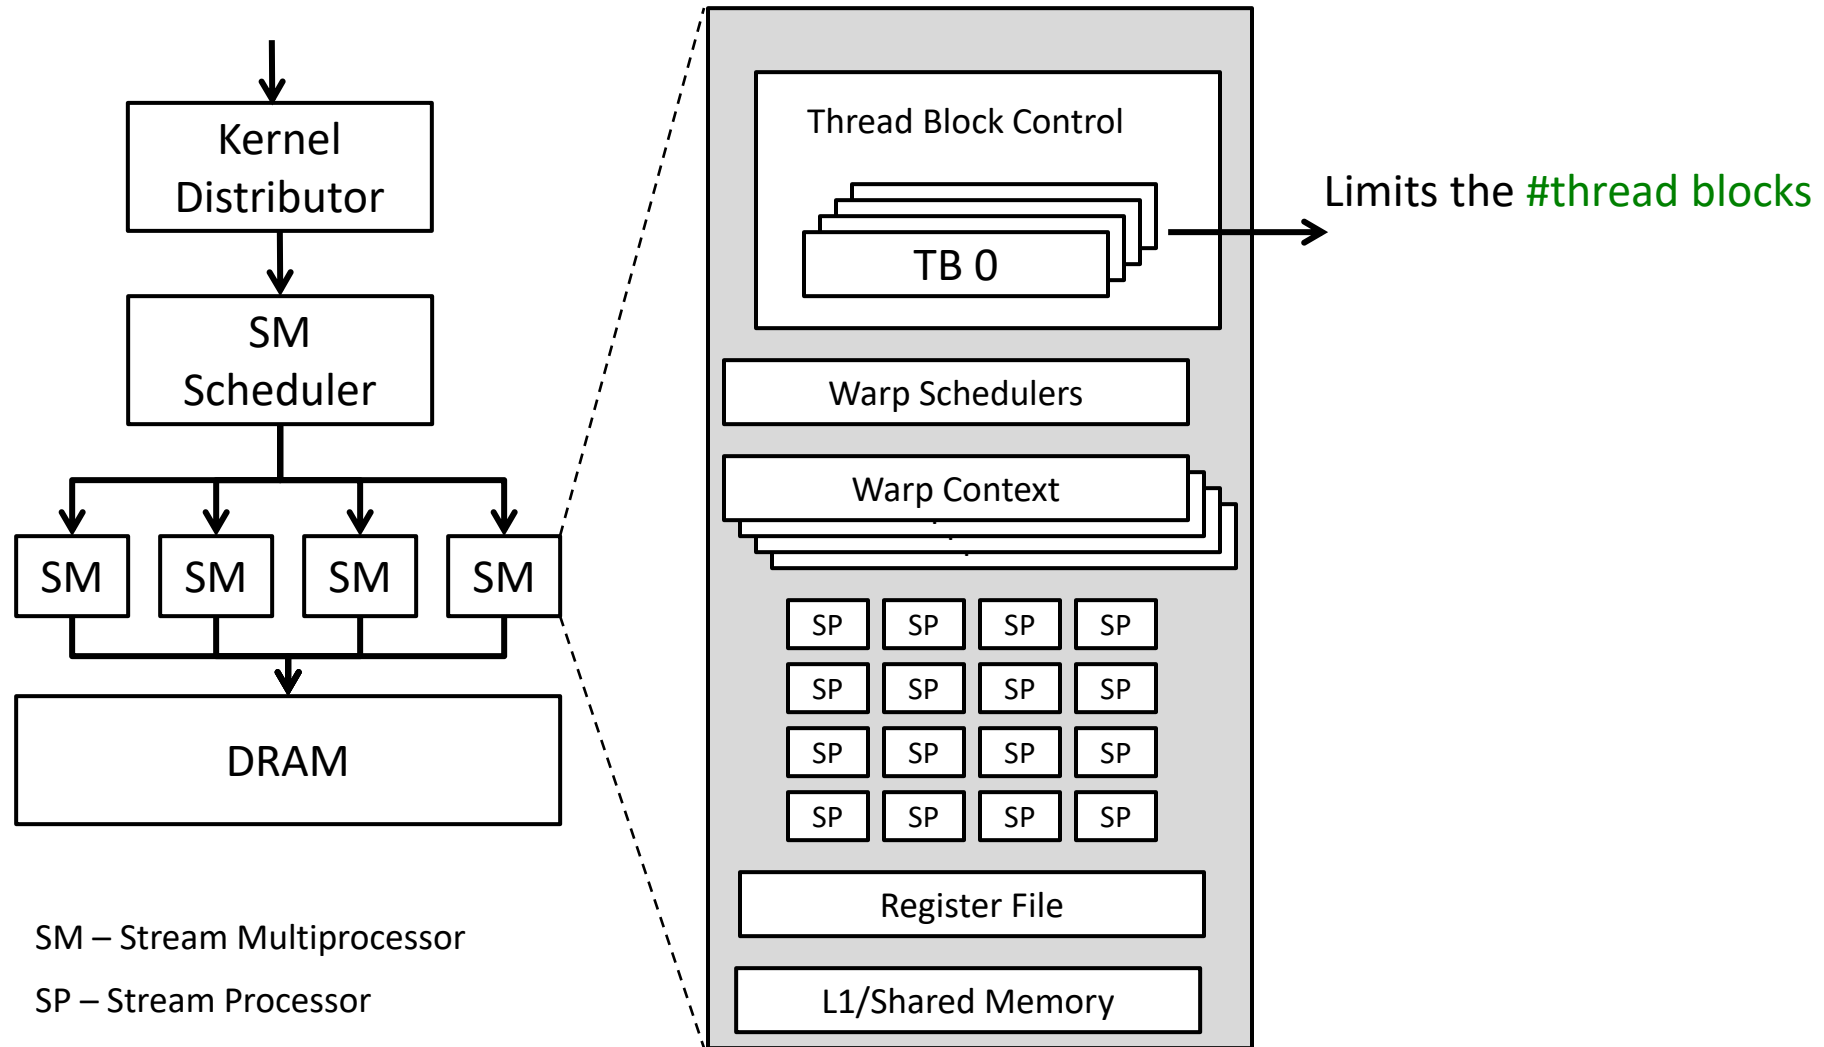 Kernel
Distributor
SM
Scheduler
SM SM SM SM
DRAM
SM – Stream Multiprocessor
SP – Stream Processor
Thread Block Control
TB 0
Limits the #thread blocks
Warp Schedulers
Warp Context
SP SP SP SP
SP SP SP SP
SP SP SP SP
SP SP SP SP
Register File
L1/Shared Memory